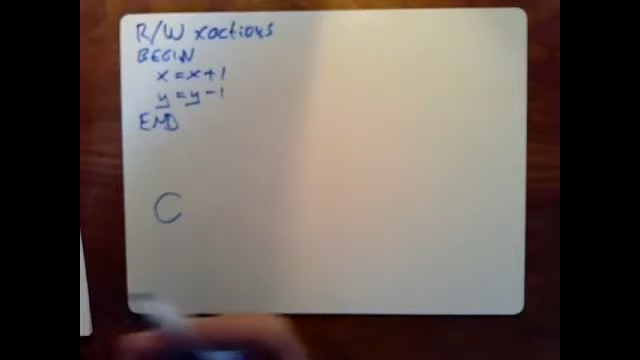 R/W xactions
BEGIN
x = x + 1
y = y - 1
END
C